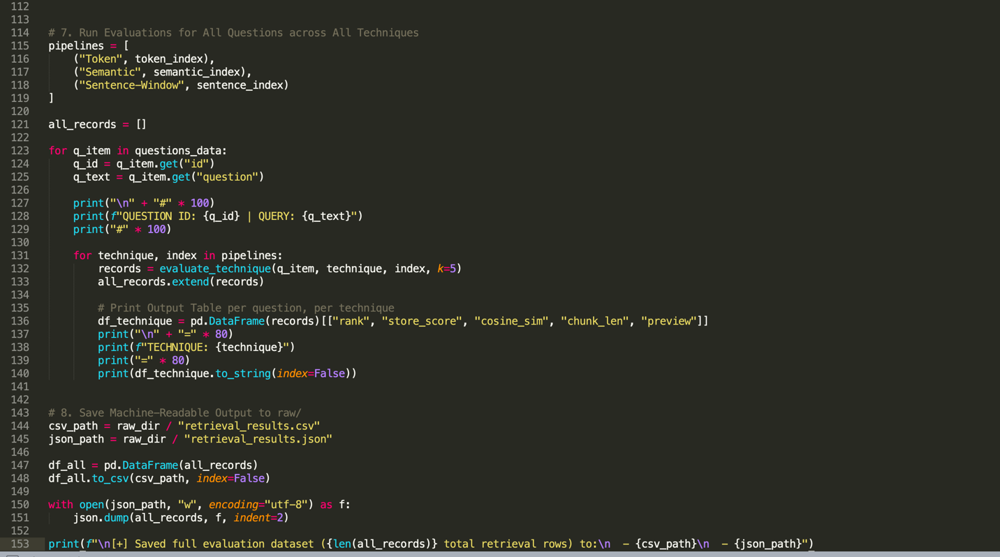 112
113
114 # 7. Run Evaluations for All Questions across All Techniques
115 pipelines = [
116     ("Token", token_index),
117     ("Semantic", semantic_index),
118     ("Sentence-Window", sentence_index)
119 ]
120
121 all_records = []
122
123 for q_item in questions_data:
124     q_id = q_item.get("id")
125     q_text = q_item.get("question")
126
127     print("\n" + "#" * 100)
128     print(f"QUESTION ID: {q_id} | QUERY: {q_text}")
129     print("#" * 100)
130
131     for technique, index in pipelines:
132         records = evaluate_technique(q_item, technique, index, k=5)
133         all_records.extend(records)
134
135         # Print Output Table per question, per technique
136         df_technique = pd.DataFrame(records)[["rank", "store_score", "cosine_sim", "chunk_len", "preview"]]
137         print("\n" + "=" * 80)
138         print(f"TECHNIQUE: {technique}")
139         print("=" * 80)
140         print(df_technique.to_string(index=False))
141
142
143 # 8. Save Machine-Readable Output to raw/
144 csv_path = raw_dir / "retrieval_results.csv"
145 json_path = raw_dir / "retrieval_results.json"
146
147 df_all = pd.DataFrame(all_records)
148 df_all.to_csv(csv_path, index=False)
149
150 with open(json_path, "w", encoding="utf-8") as f:
151     json.dump(all_records, f, indent=2)
152
153 print(f"\n[+] Saved full evaluation dataset ({len(all_records)} total retrieval rows) to:\n  - {csv_path}\n  - {json_path}")